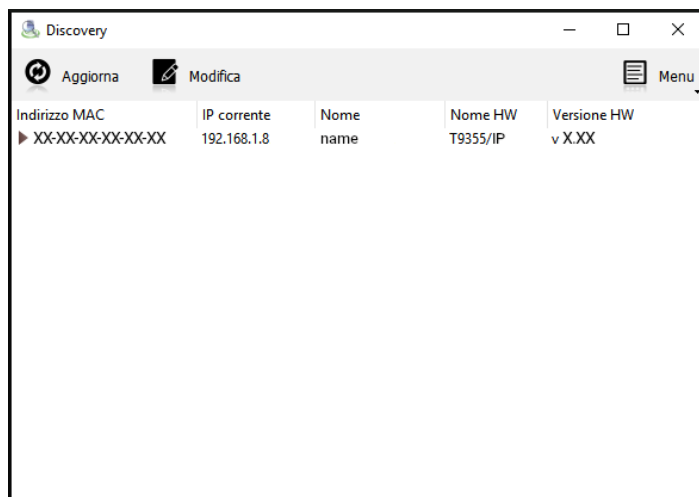 Discovery
Aggiorna Modifica Menu
Indirizzo MAC IP corrente Nome Nome HW Versione HW
XX-XX-XX-XX-XX-XX 192.168.1.8 name T9355/IP v X.XX